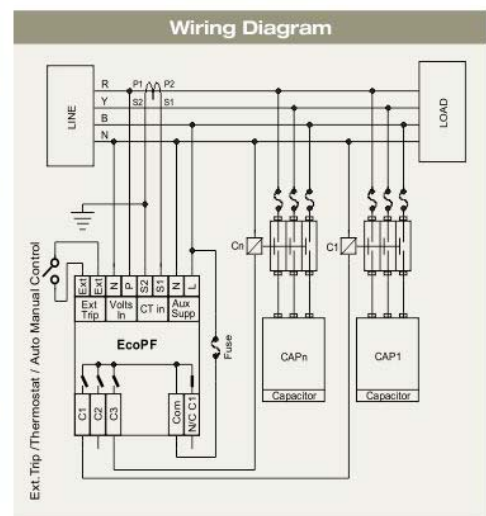 Wiring Diagram
R P1 P2
Y S2 S1
B
N
LINE
LOAD
Cn
C1
Ext.Trip /Thermostat / Auto Manual Control
Ext Ext N P S2 S1 N L
Ext Trip Volts In CT in Aux Supp
EcoPF
Fuse
C1 C2 C3 Com N/C C1
CAPn
Capacitor
CAP1
Capacitor